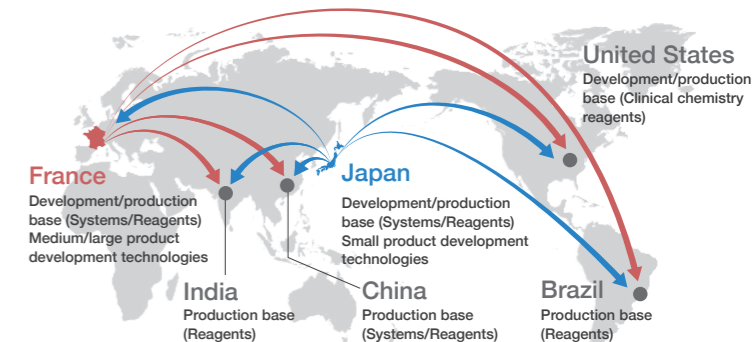 United States
Development/production
base (Clinical chemistry
reagents)
France
Development/production
base (Systems/Reagents)
Medium/large product
development technologies
Japan
Development/production
base (Systems/Reagents)
Small product development
technologies
India
Production base
(Reagents)
China
Production base
(Systems/Reagents)
Brazil
Production base
(Reagents)